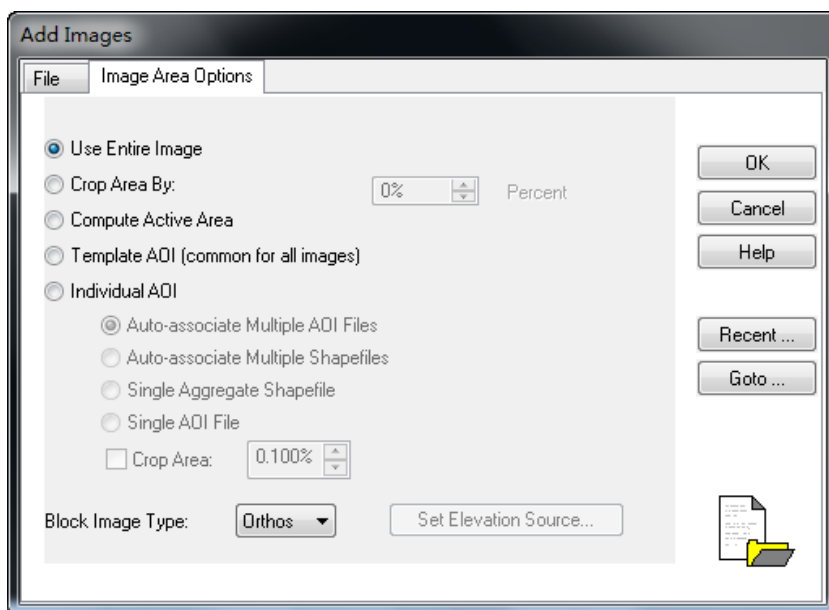 Add Images
File Image Area Options
Use Entire Image
Crop Area By: 0% Percent
Compute Active Area
Template AOI (common for all images)
Individual AOI
Auto-associate Multiple AOI Files
Auto-associate Multiple Shapefiles
Single Aggregate Shapefile
Single AOI File
Crop Area: 0.100%
Block Image Type: Orthos Set Elevation Source...
OK
Cancel
Help
Recent ...
Goto ...